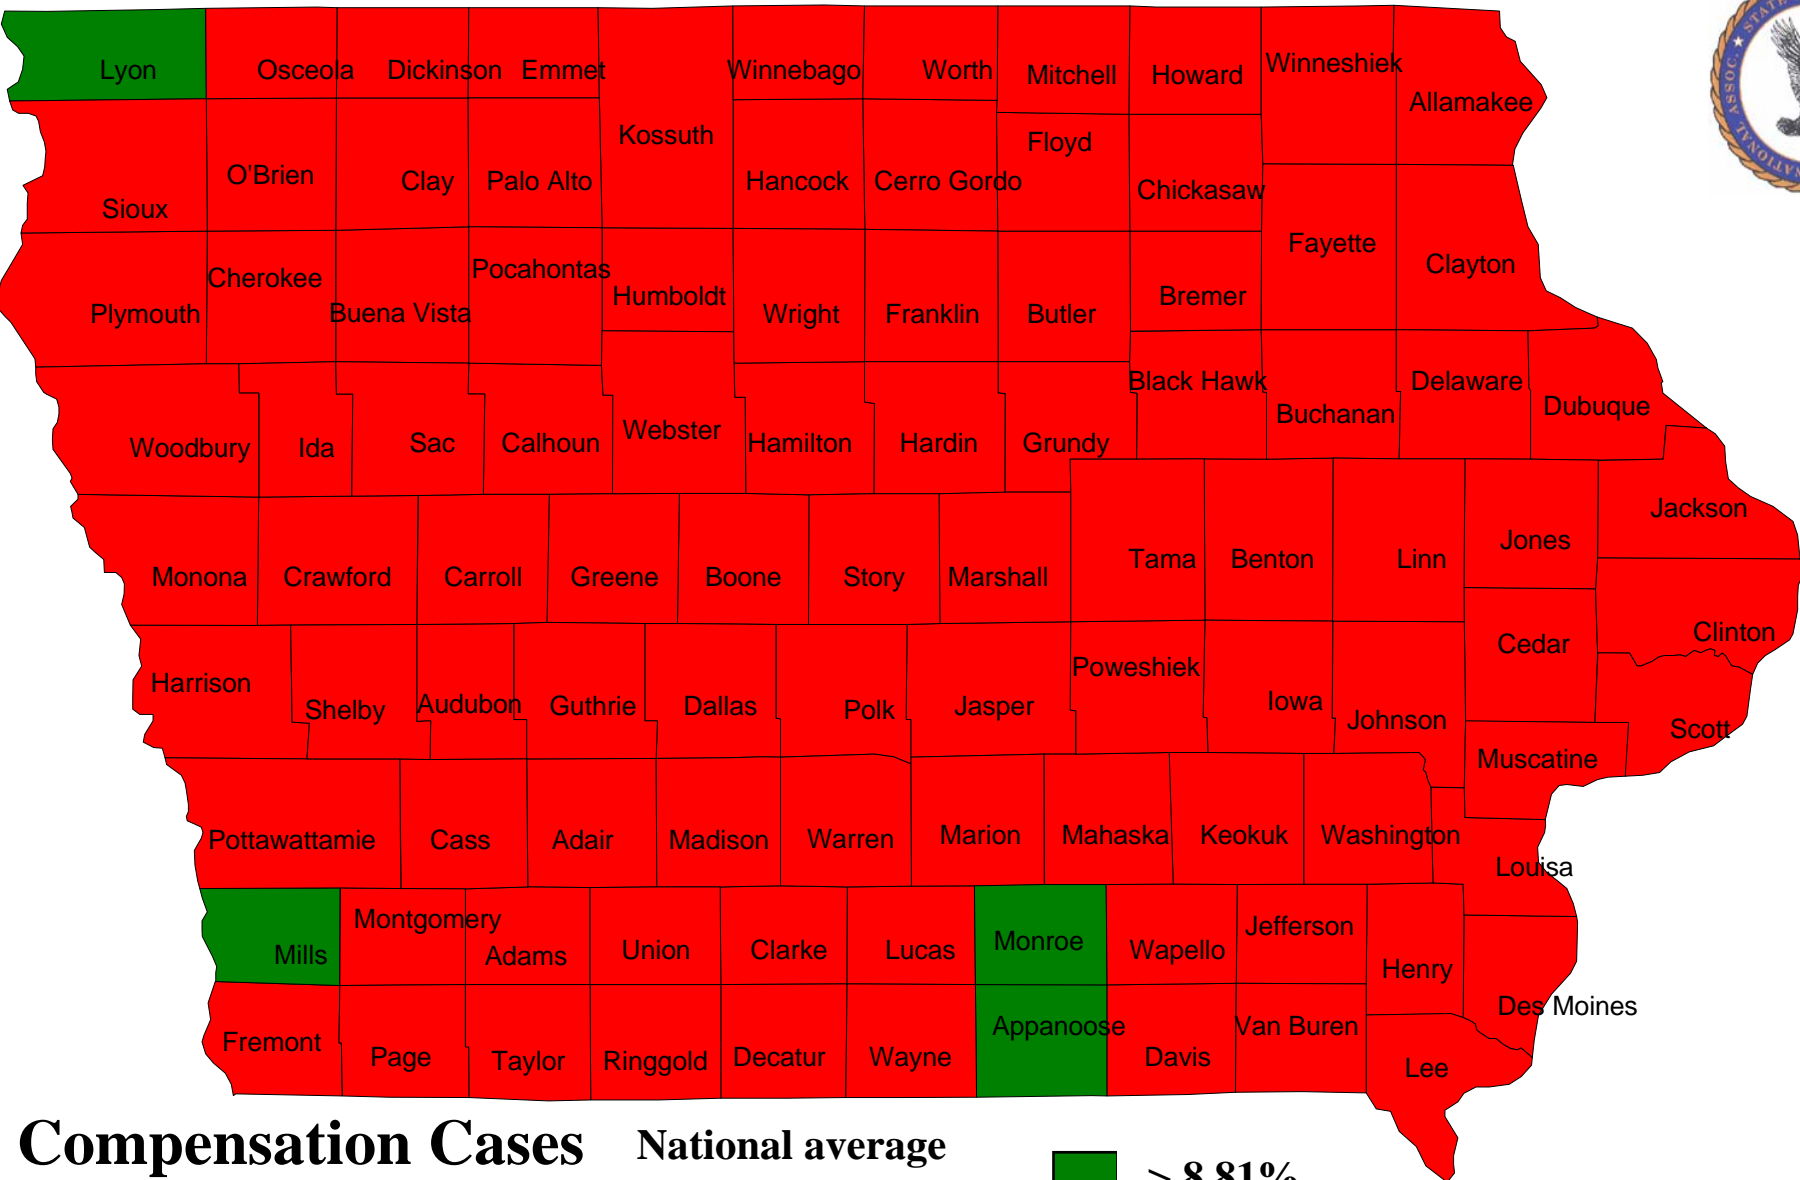 Lyon Osceola Dickinson Emmet Winnebago Worth Mitchell Howard Winneshiek
Allamakee
Kossuth Floyd
O'Brien Clay Palo Alto Hancock Cerro Gordo Chickasaw
Sioux
Fayette Clayton
Cherokee Pocahontas Humboldt Bremer
Plymouth Buena Vista Wright Franklin Butler
Black Hawk Delaware
Buchanan Dubuque
Woodbury Ida Sac Calhoun Webster Hamilton Hardin Grundy
Jackson
Jones
Monona Crawford Carroll Greene Boone Story Marshall Tama Benton Linn
Cedar Clinton
Harrison Poweshiek
Shelby Audubon Guthrie Dallas Polk Jasper Iowa Johnson
Scott
Muscatine
Pottawattamie Cass Adair Madison Warren Marion Mahaska Keokuk Washington
Louisa
Montgomery Monroe Jefferson
Mills Adams Union Clarke Lucas Wapello Henry
Des Moines
Fremont Appanoose Van Buren
Page Taylor Ringgold Decatur Wayne Davis Lee
Compensation Cases National average
> 8.81%
STATE
ASSOC.
NATIONAL